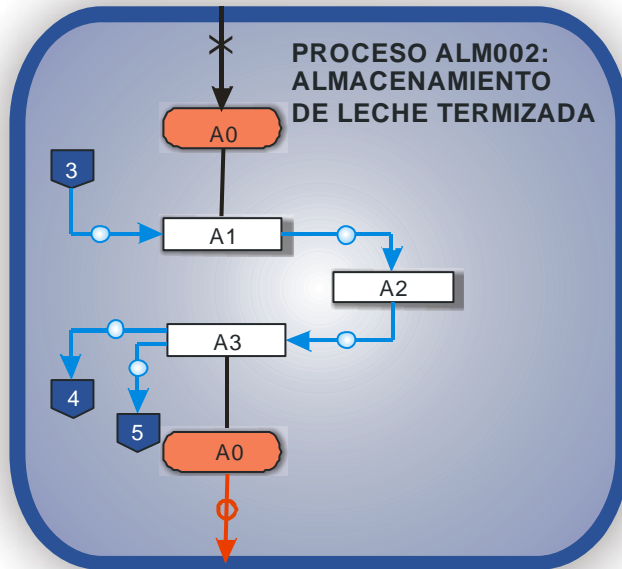 PROCESO ALM002:
ALMACENAMIENTO
DE LECHE TERMIZADA
A0
3
A1
A2
A3
4
5
A0